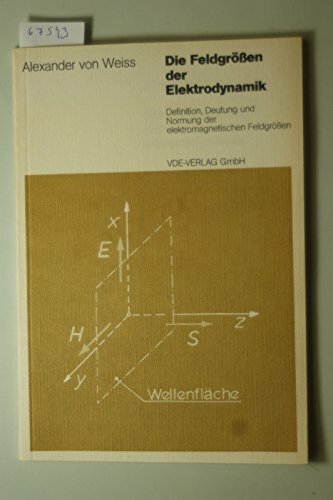 67593
Alexander von Weiss
Die Feldgrößen
der
Elektrodynamik
Definition, Deutung und
Normung der
elektromagnetischen Feldgrößen
VDE-VERLAG GmbH
x
E
H
y
z
S
Wellenfläche